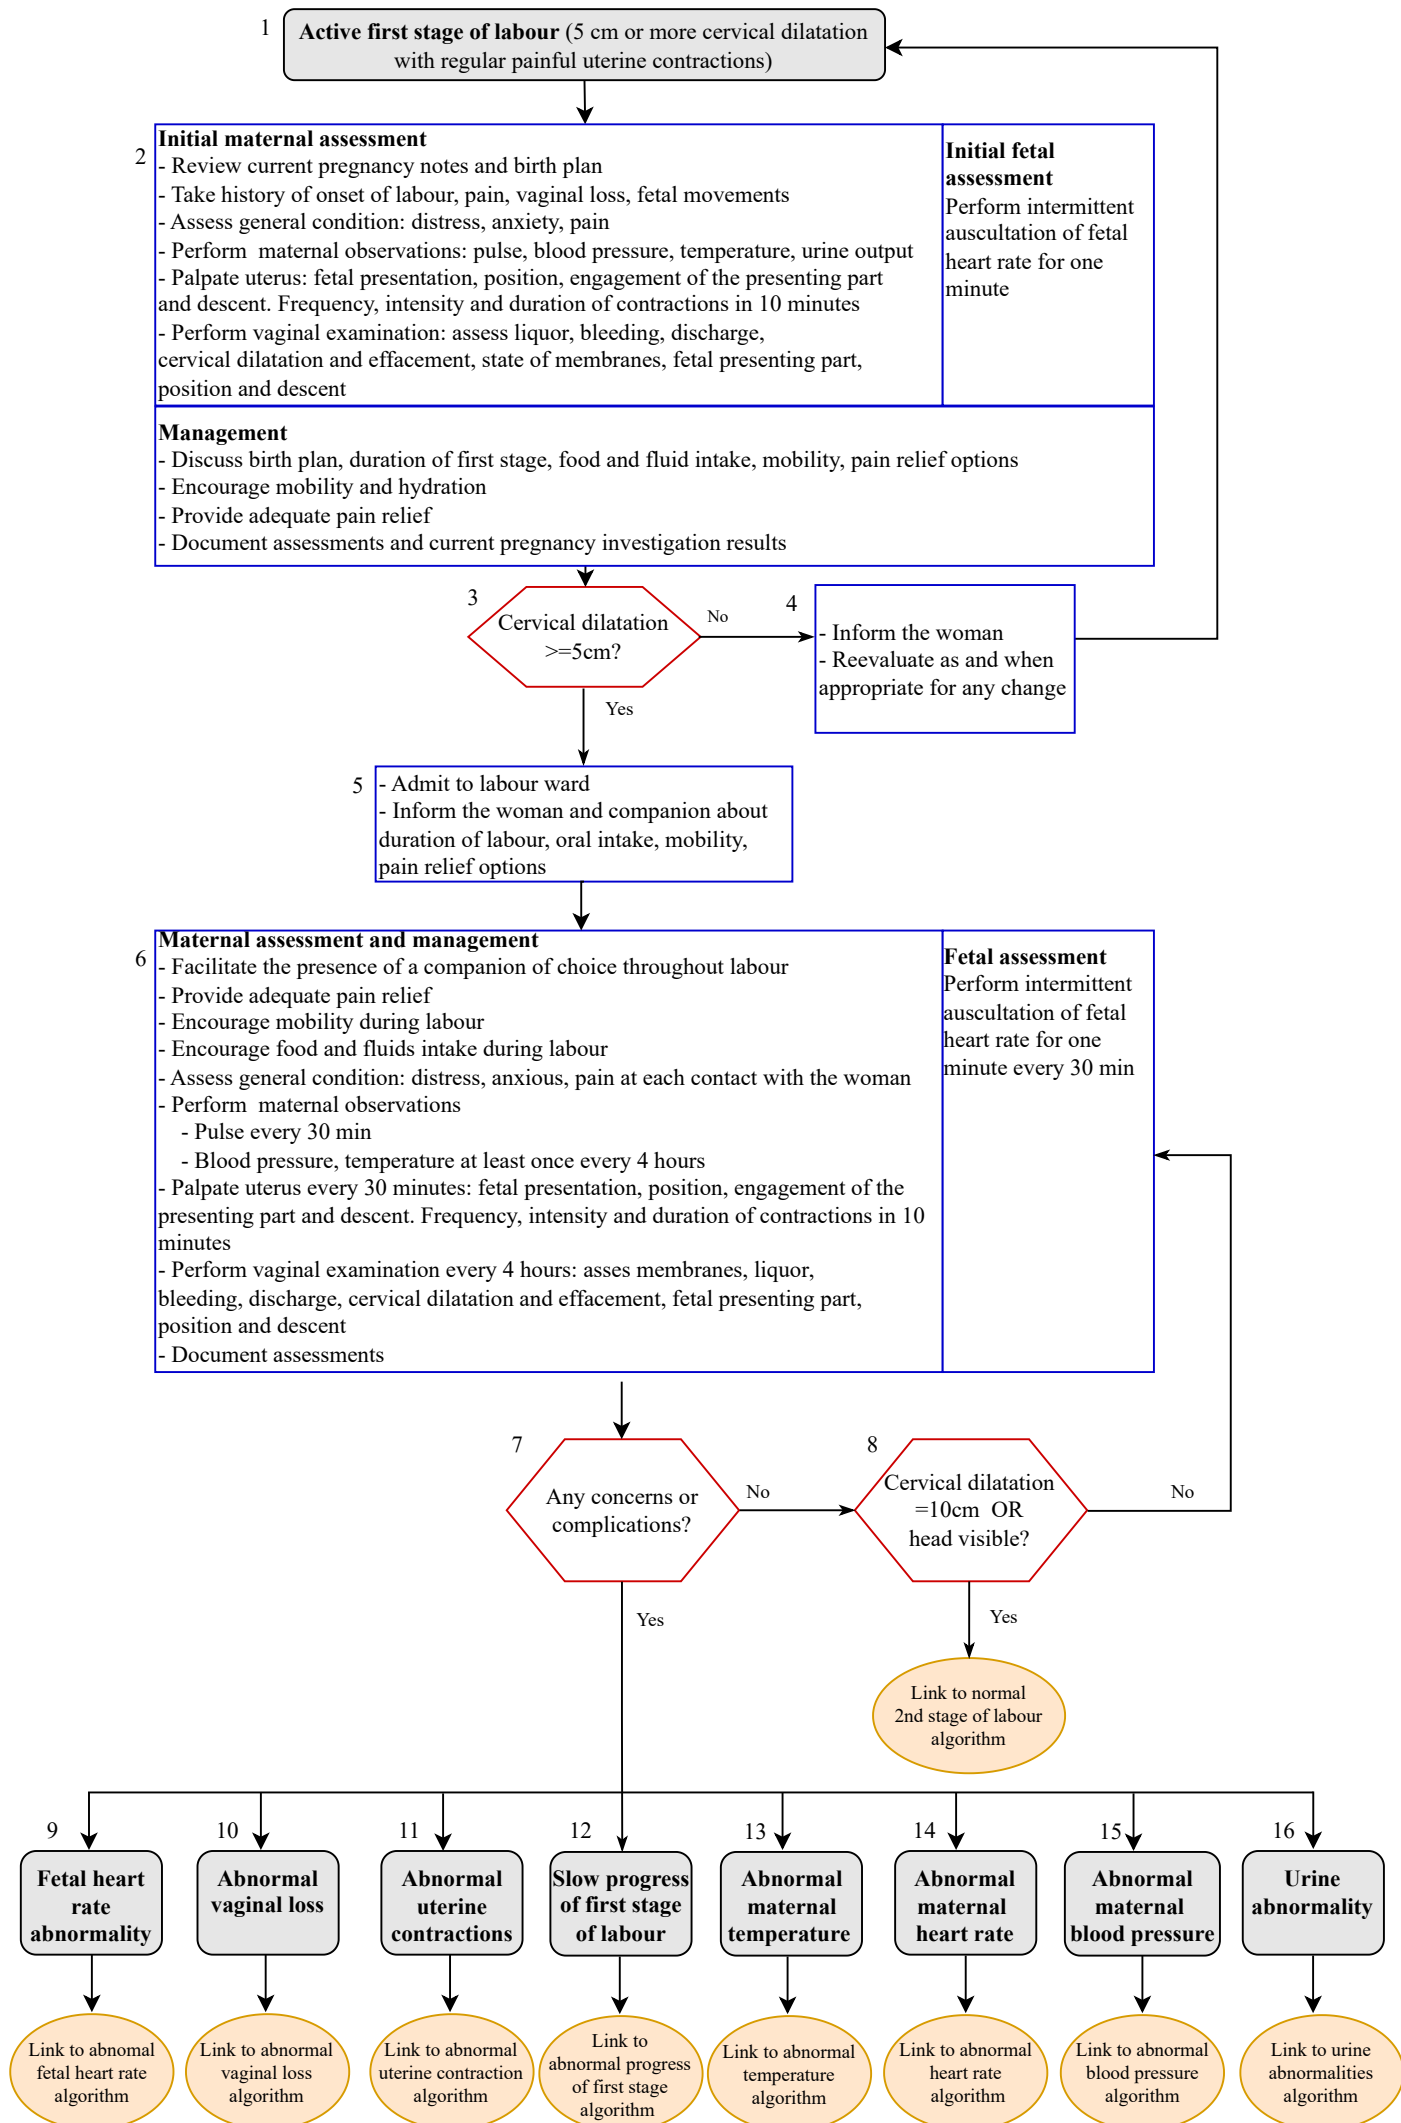 1
Active first stage of labour (5 cm or more cervical dilatation
with regular painful uterine contractions)
2
Initial maternal assessment
- Review current pregnancy notes and birth plan
- Take history of onset of labour, pain, vaginal loss, fetal movements
- Assess general condition: distress, anxiety, pain
- Perform  maternal observations: pulse, blood pressure, temperature, urine output
- Palpate uterus: fetal presentation, position, engagement of the presenting part
and descent. Frequency, intensity and duration of contractions in 10 minutes
- Perform vaginal examination: assess liquor, bleeding, discharge,
cervical dilatation and effacement, state of membranes, fetal presenting part,
position and descent
Initial fetal
assessment
Perform intermittent
auscultation of fetal
heart rate for one
minute
Management
- Discuss birth plan, duration of first stage, food and fluid intake, mobility, pain relief options
- Encourage mobility and hydration
- Provide adequate pain relief
- Document assessments and current pregnancy investigation results
3
Cervical dilatation
>=5cm?
No
4
- Inform the woman
- Reevaluate as and when
appropriate for any change
Yes
5
- Admit to labour ward
- Inform the woman and companion about
duration of labour, oral intake, mobility,
pain relief options
6
Maternal assessment and management
- Facilitate the presence of a companion of choice throughout labour
- Provide adequate pain relief
- Encourage mobility during labour
- Encourage food and fluids intake during labour
- Assess general condition: distress, anxious, pain at each contact with the woman
- Perform  maternal observations
- Pulse every 30 min
- Blood pressure, temperature at least once every 4 hours
- Palpate uterus every 30 minutes: fetal presentation, position, engagement of the
presenting part and descent. Frequency, intensity and duration of contractions in 10
minutes
- Perform vaginal examination every 4 hours: asses membranes, liquor,
bleeding, discharge, cervical dilatation and effacement, fetal presenting part,
position and descent
- Document assessments
Fetal assessment
Perform intermittent
auscultation of fetal
heart rate for one
minute every 30 min
7
Any concerns or
complications?
No
8
Cervical dilatation
=10cm  OR
head visible?
No
Yes
Yes
Link to normal
2nd stage of labour
algorithm
9
Fetal heart
rate
abnormality
10
Abnormal
vaginal loss
11
Abnormal
uterine
contractions
12
Slow progress
of first stage
of labour
13
Abnormal
maternal
temperature
14
Abnormal
maternal
heart rate
15
Abnormal
maternal
blood pressure
16
Urine
abnormality
Link to abnomal
fetal heart rate
algorithm
Link to abnormal
vaginal loss
algorithm
Link to abnormal
uterine contraction
algorithm
Link to
abnormal progress
of first stage
algorithm
Link to abnormal
temperature
algorithm
Link to abnormal
heart rate
algorithm
Link to abnormal
blood pressure
algorithm
Link to urine
abnormalities
algorithm